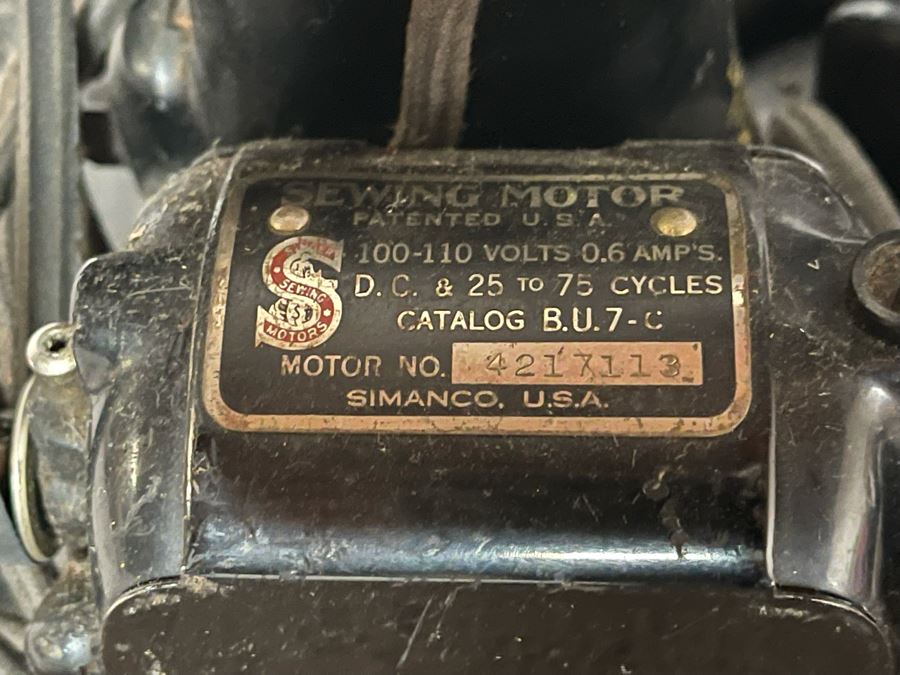 SEWING MOTOR
PATENTED U.S.A.
100-110 VOLTS 0.6 AMP'S.
D.C. & 25 TO 75 CYCLES
CATALOG B.U.7-C
S
SEWING
MOTORS
MOTOR NO. 4217113
SIMANCO. U.S.A.